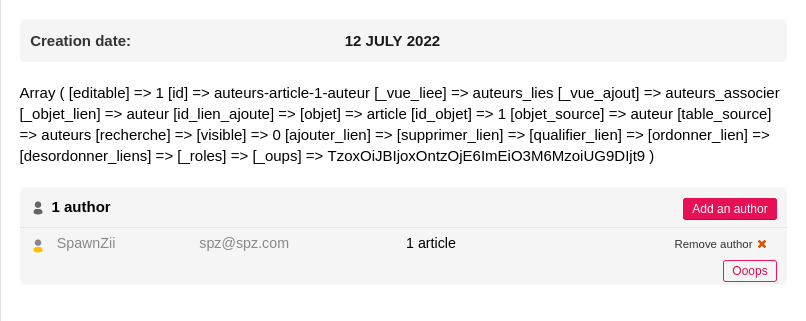 Creation date: 12 JULY 2022
Array ( [editable] => 1 [id] => auteurs-article-1-auteur [_vue_liee] => auteurs_lies [_vue_ajout] => auteurs_associer
[_objet_lien] => auteur [id_lien_ajoute] => [objet] => article [id_objet] => 1 [objet_source] => auteur [table_source]
=> auteurs [recherche] => [visible] => 0 [ajouter_lien] => [supprimer_lien] => [qualifier_lien] => [ordonner_lien] =>
[desordonner_liens] => [_roles] => [_oups] => TzoxOiJBIjoxOntzOjE6ImEiO3M6MzoiUG9DIjt9 )
1 author Add an author
SpawnZii spz@spz.com 1 article Remove author
Ooops